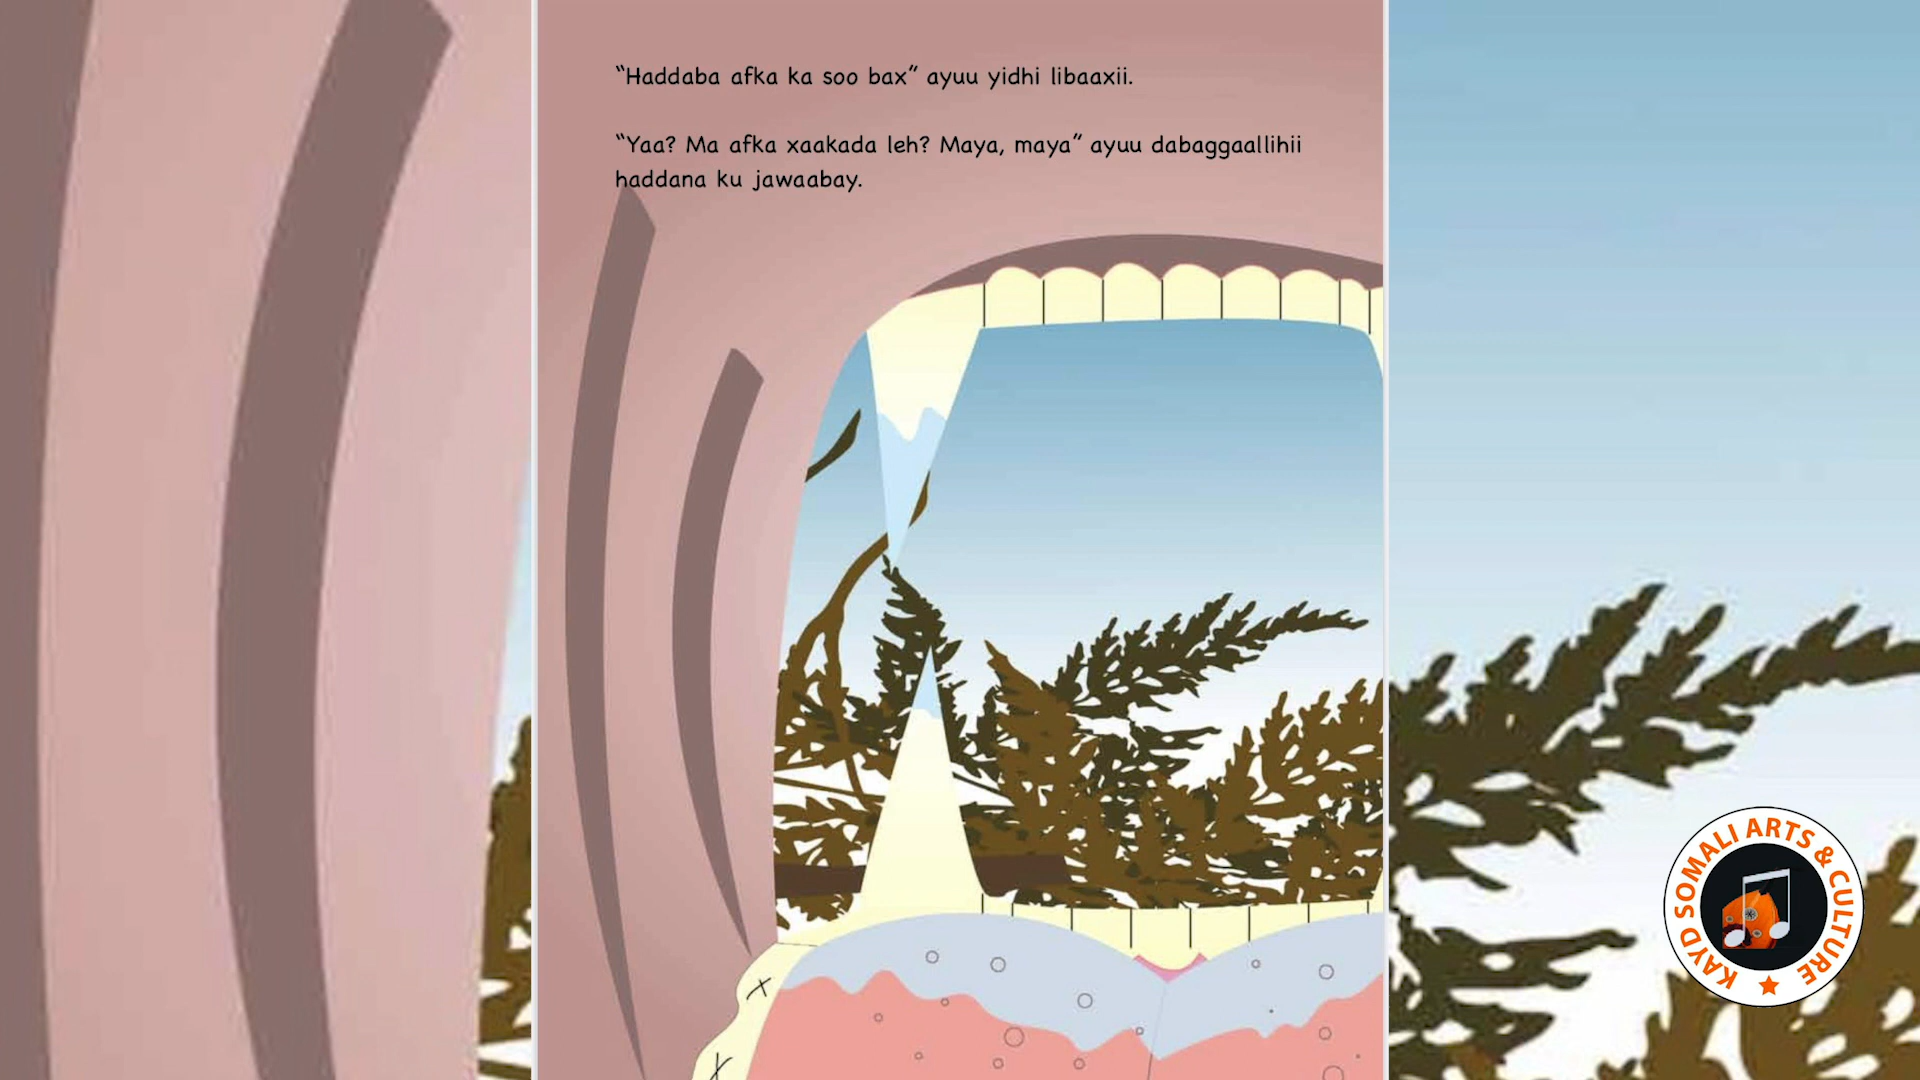 “Haddaba afka ka soo bax” ayuu yidhi libaaxii.
“Yaa? Ma afka xaakada leh? Maya, maya” ayuu dabaggaallihii
haddana ku jawaabay.
KAYD SOMALI ARTS & CULTURE